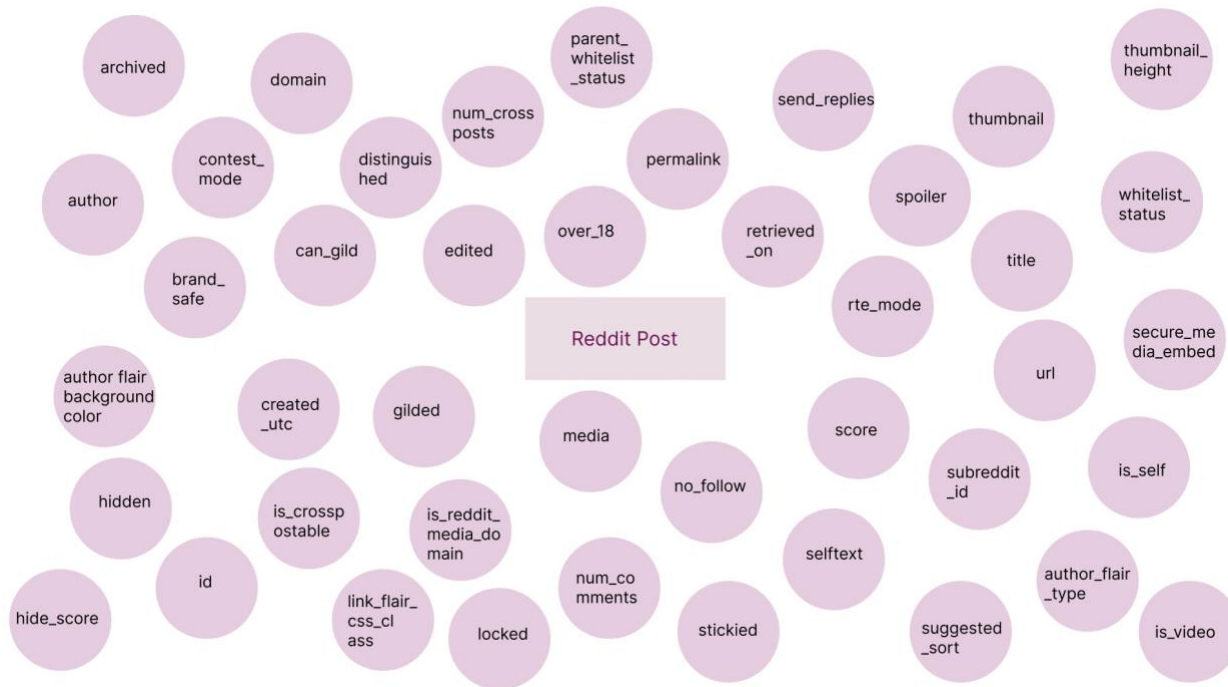 archived
domain
parent_
whitelist
_status
thumbnail_
height
num_cross
posts
send_replies
thumbnail
contest_
mode
distinguis
hed
permalink
author
spoiler
whitelist_
status
can_gild
edited
over_18
retrieved
_on
title
brand_
safe
rte_mode
Reddit Post
secure_me
dia_embed
author flair
background
color
created
_utc
gilded
media
score
url
hidden
is_crossp
ostable
is_reddit_
media_do
main
no_follow
subreddit
_id
is_self
id
num_co
mments
selftext
author_flair
_type
hide_score
link_flair_
css_cl
ass
locked
stickied
suggested
_sort
is_video